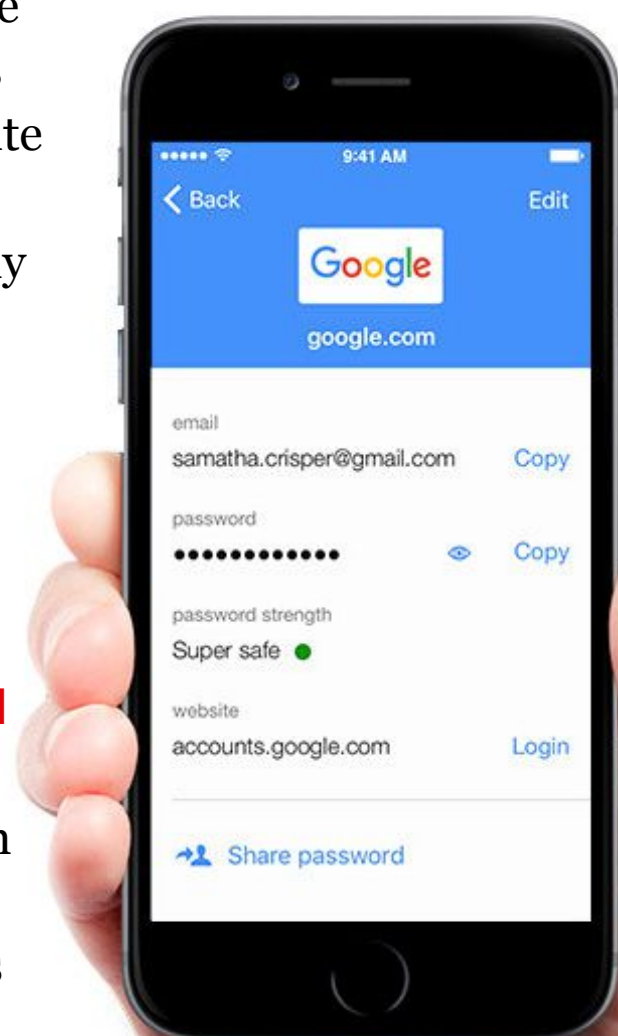 9:41 AM
Back
Edit
Google
google.com
email
samatha.crisper@gmail.com
Copy
password
••••••••••••
Copy
password strength
Super safe
website
accounts.google.com
Login
Share password